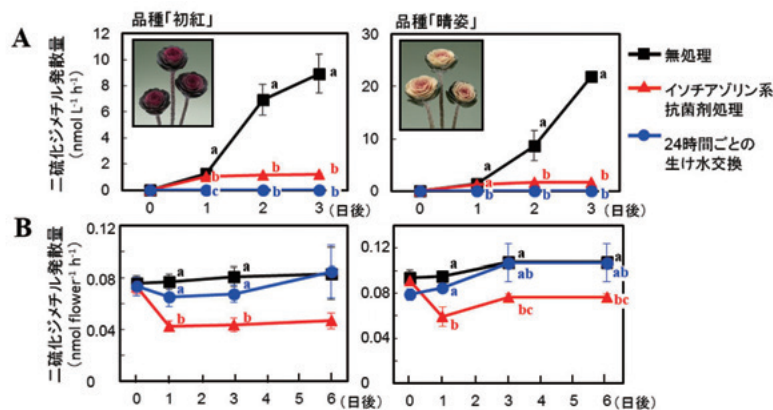 品種「初紅」
品種「晴姿」
A
二硫化ジメチル発散量
(nmol L⁻¹ h⁻¹)
12
10
8
6
4
2
0
a
a
a
b
b
b
c
b
b
0 1 2 3 (日後)
30
20
10
0
a
a
a
a
b
b
b
b
b
0 1 2 3 (日後)
無処理
イソチアゾリン系
抗菌剤処理
24時間ごとの
生け水交換
B
二硫化ジメチル発散量
(nmol flower⁻¹ h⁻¹)
0.12
0.08
0.04
0
a
a
a
a
b
b
0 1 2 3 4 5 6 (日後)
0.12
0.08
0.04
0
a
a
a
a
ab
ab
b
bc
bc
0 1 2 3 4 5 6 (日後)